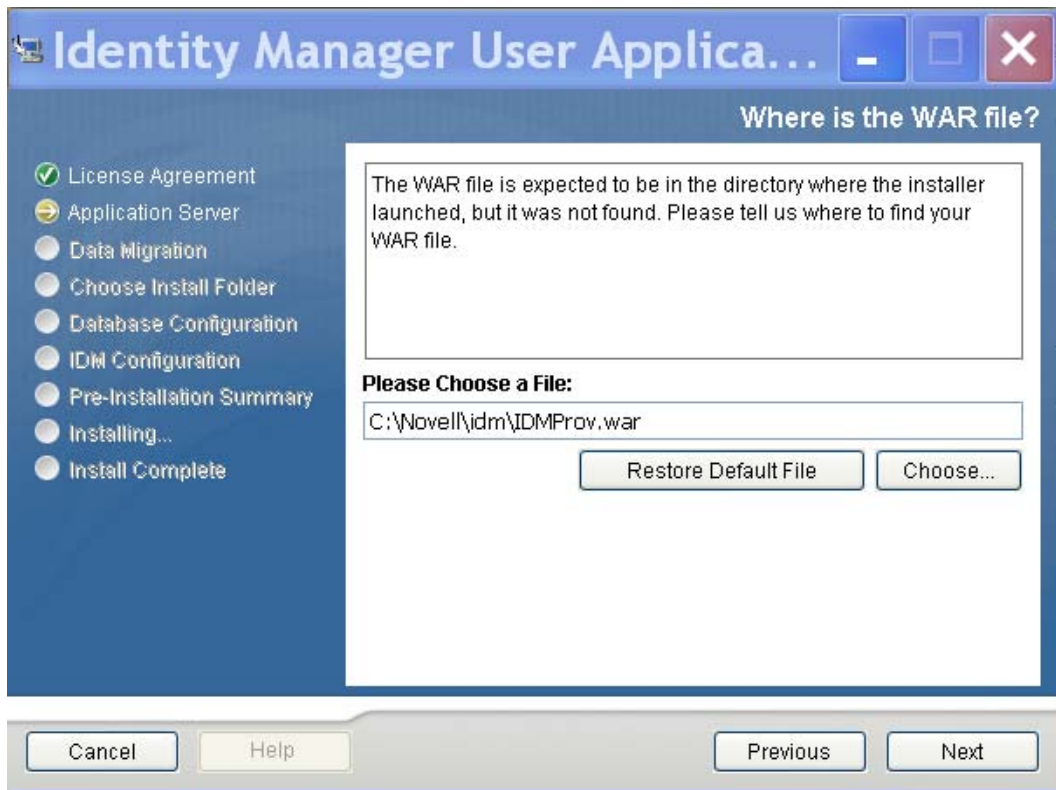 Identity Manager User Applica...
Where is the WAR file?
License Agreement
Application Server
Data Migration
Choose Install Folder
Database Configuration
IDM Configuration
Pre-Installation Summary
Installing...
Install Complete
The WAR file is expected to be in the directory where the installer
launched, but it was not found. Please tell us where to find your
WAR file.
Please Choose a File:
C:\Novell\idm\IDMProv.war
Restore Default File
Choose...
Cancel
Help
Previous
Next